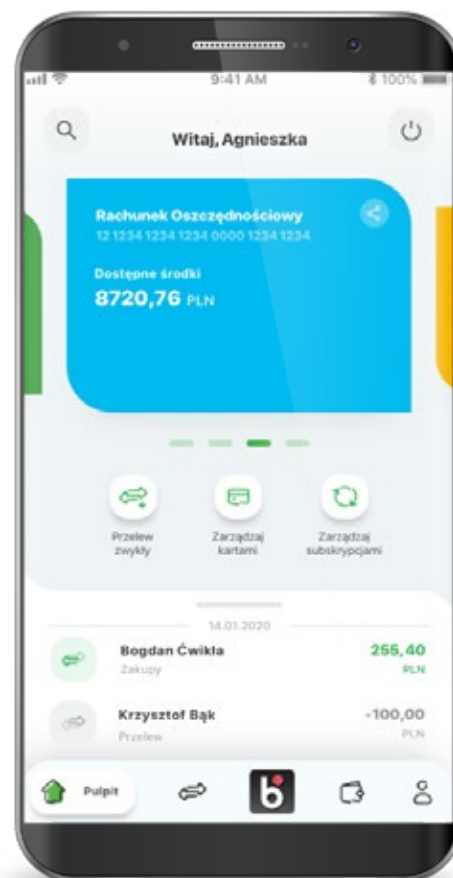 9:41 AM
100%
Witaj, Agnieszka
Rachunek Oszczędnościowy
12 1234 1234 1234 0000 1234 1234
Dostępne środki
8720,76 PLN
Przelew
zwykły
Zarządzaj
kartami
Zarządzaj
subskrypcjami
14.01.2020
Bogdan Ćwikła
255,40
Zakupy
PLN
Krzysztof Bąk
-100,00
Przelew
PLN
Pulpit
b